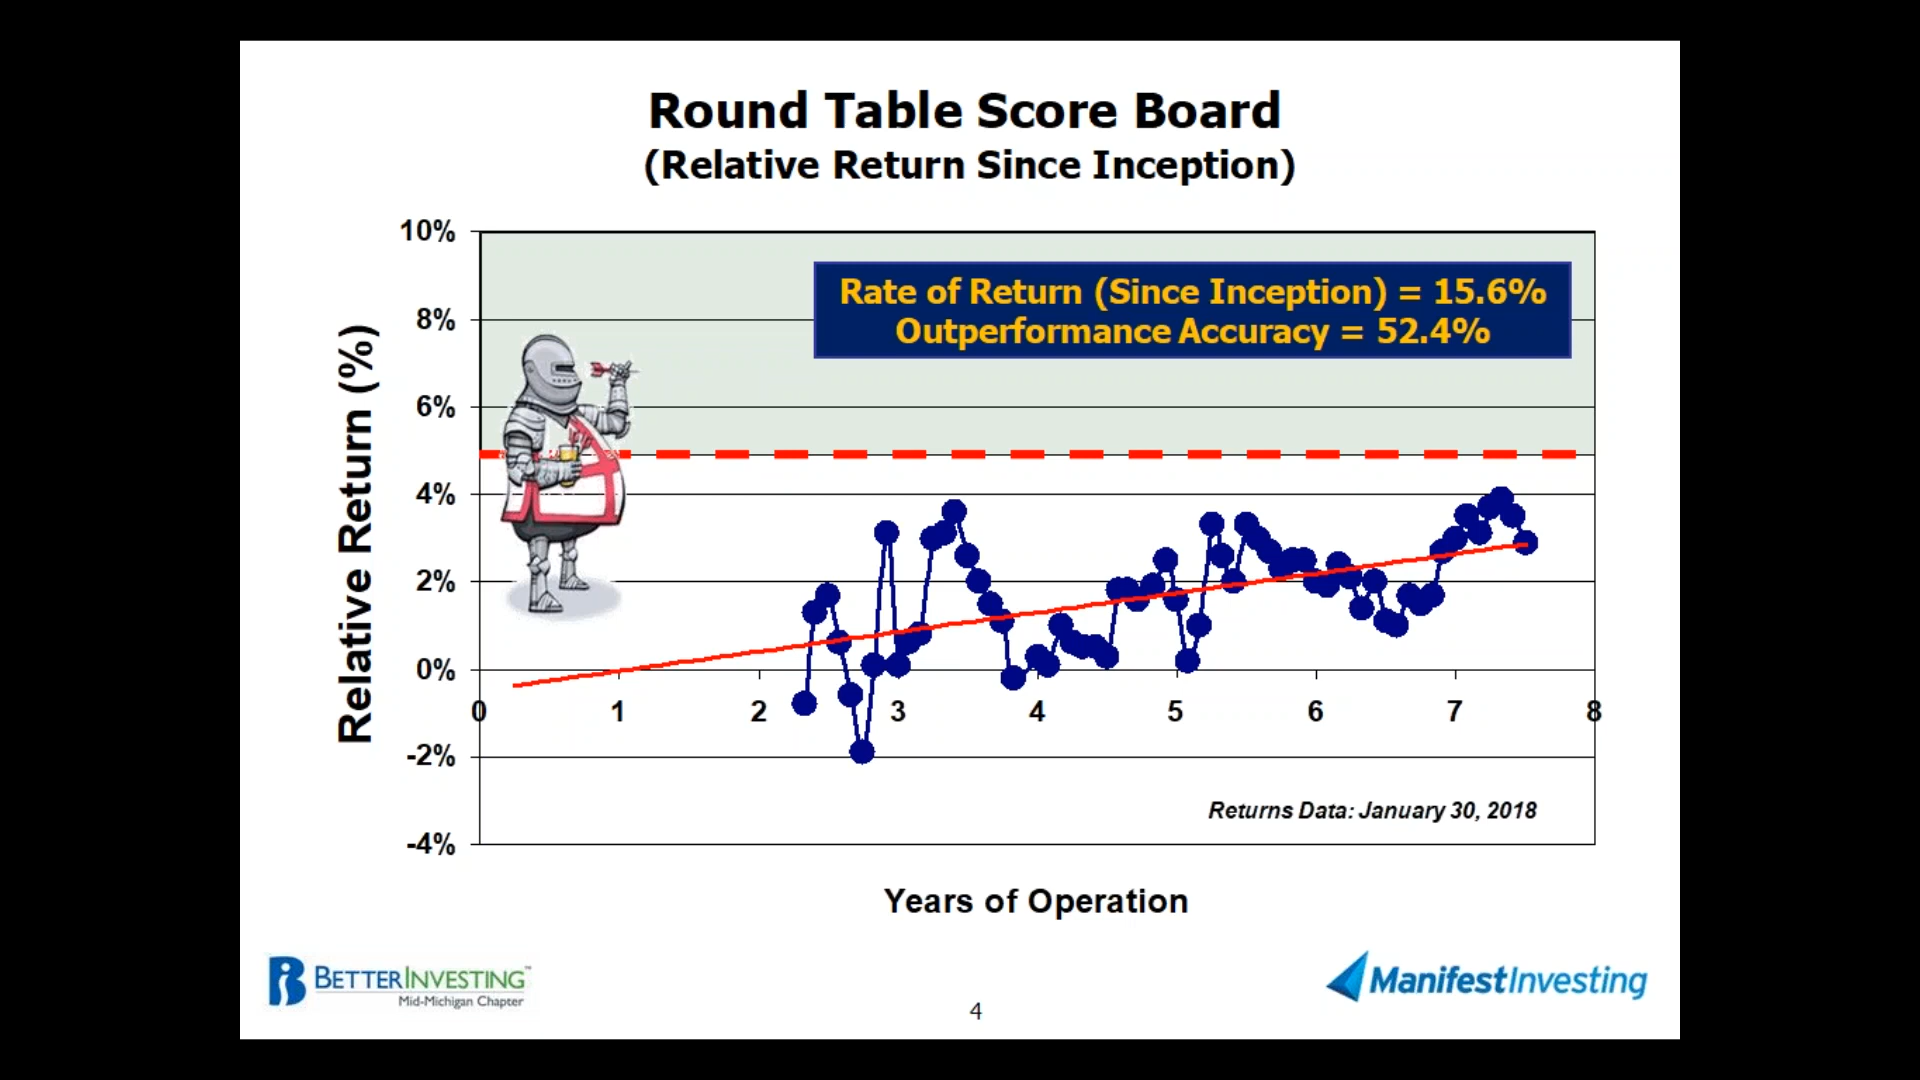 Round Table Score Board
(Relative Return Since Inception)
10%
Rate of Return (Since Inception) = 15.6%
Outperformance Accuracy = 52.4%
8%
6%
4%
2%
0%
-2%
-4%
Relative Return (%)
0 1 2 3 4 5 6 7 8
Returns Data: January 30, 2018
Years of Operation
BETTERINVESTING™
Mid-Michigan Chapter
ManifestInvesting
4